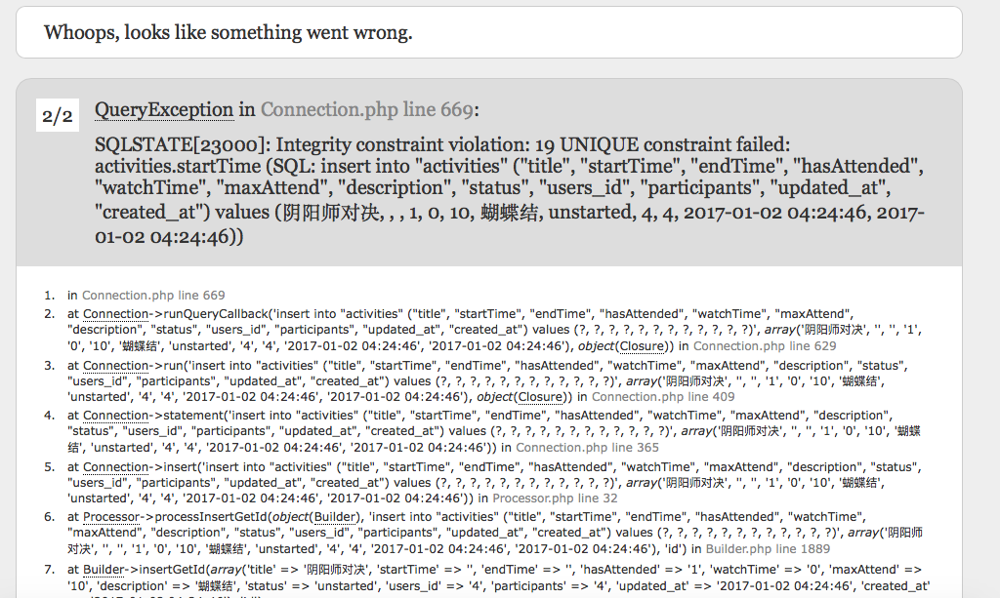 Whoops, looks like something went wrong.
2/2
QueryException in Connection.php line 669:
SQLSTATE[23000]: Integrity constraint violation: 19 UNIQUE constraint failed:
activities.startTime (SQL: insert into "activities" ("title", "startTime", "endTime", "hasAttended",
"watchTime", "maxAttend", "description", "status", "users_id", "participants", "updated_at",
"created_at") values (阴阳师对决, , , 1, 0, 10, 蝴蝶结, unstarted, 4, 4, 2017-01-02 04:24:46, 2017-
01-02 04:24:46))
1. in Connection.php line 669
2. at Connection->runQueryCallback('insert into "activities" ("title", "startTime", "endTime", "hasAttended", "watchTime", "maxAttend",
"description", "status", "users_id", "participants", "updated_at", "created_at") values (?, ?, ?, ?, ?, ?, ?, ?, ?, ?, ?, ?)', array('阴阳师对决', '', '', '1',
'0', '10', '蝴蝶结', 'unstarted', '4', '4', '2017-01-02 04:24:46', '2017-01-02 04:24:46'), object(Closure)) in Connection.php line 629
3. at Connection->run('insert into "activities" ("title", "startTime", "endTime", "hasAttended", "watchTime", "maxAttend", "description", "status",
"users_id", "participants", "updated_at", "created_at") values (?, ?, ?, ?, ?, ?, ?, ?, ?, ?, ?, ?)', array('阴阳师对决', '', '', '1', '0', '10', '蝴蝶结',
'unstarted', '4', '4', '2017-01-02 04:24:46', '2017-01-02 04:24:46'), object(Closure)) in Connection.php line 409
4. at Connection->statement('insert into "activities" ("title", "startTime", "endTime", "hasAttended", "watchTime", "maxAttend", "description",
"status", "users_id", "participants", "updated_at", "created_at") values (?, ?, ?, ?, ?, ?, ?, ?, ?, ?, ?, ?)', array('阴阳师对决', '', '', '1', '0', '10', '蝴蝶
结', 'unstarted', '4', '4', '2017-01-02 04:24:46', '2017-01-02 04:24:46')) in Connection.php line 365
5. at Connection->insert('insert into "activities" ("title", "startTime", "endTime", "hasAttended", "watchTime", "maxAttend", "description", "status",
"users_id", "participants", "updated_at", "created_at") values (?, ?, ?, ?, ?, ?, ?, ?, ?, ?, ?, ?)', array('阴阳师对决', '', '', '1', '0', '10', '蝴蝶结',
'unstarted', '4', '4', '2017-01-02 04:24:46', '2017-01-02 04:24:46')) in Processor.php line 32
6. at Processor->processInsertGetId(object(Builder), 'insert into "activities" ("title", "startTime", "endTime", "hasAttended", "watchTime",
"maxAttend", "description", "status", "users_id", "participants", "updated_at", "created_at") values (?, ?, ?, ?, ?, ?, ?, ?, ?, ?, ?, ?)', array('阴阳师
对决', '', '', '1', '0', '10', '蝴蝶结', 'unstarted', '4', '4', '2017-01-02 04:24:46', '2017-01-02 04:24:46'), 'id') in Builder.php line 1889
7. at Builder->insertGetId(array('title' => '阴阳师对决', 'startTime' => '', 'endTime' => '', 'hasAttended' => '1', 'watchTime' => '0', 'maxAttend' =>
'10', 'description' => '蝴蝶结', 'status' => 'unstarted', 'users_id' => '4', 'participants' => '4', 'updated_at' => '2017-01-02 04:24:46', 'created_at'